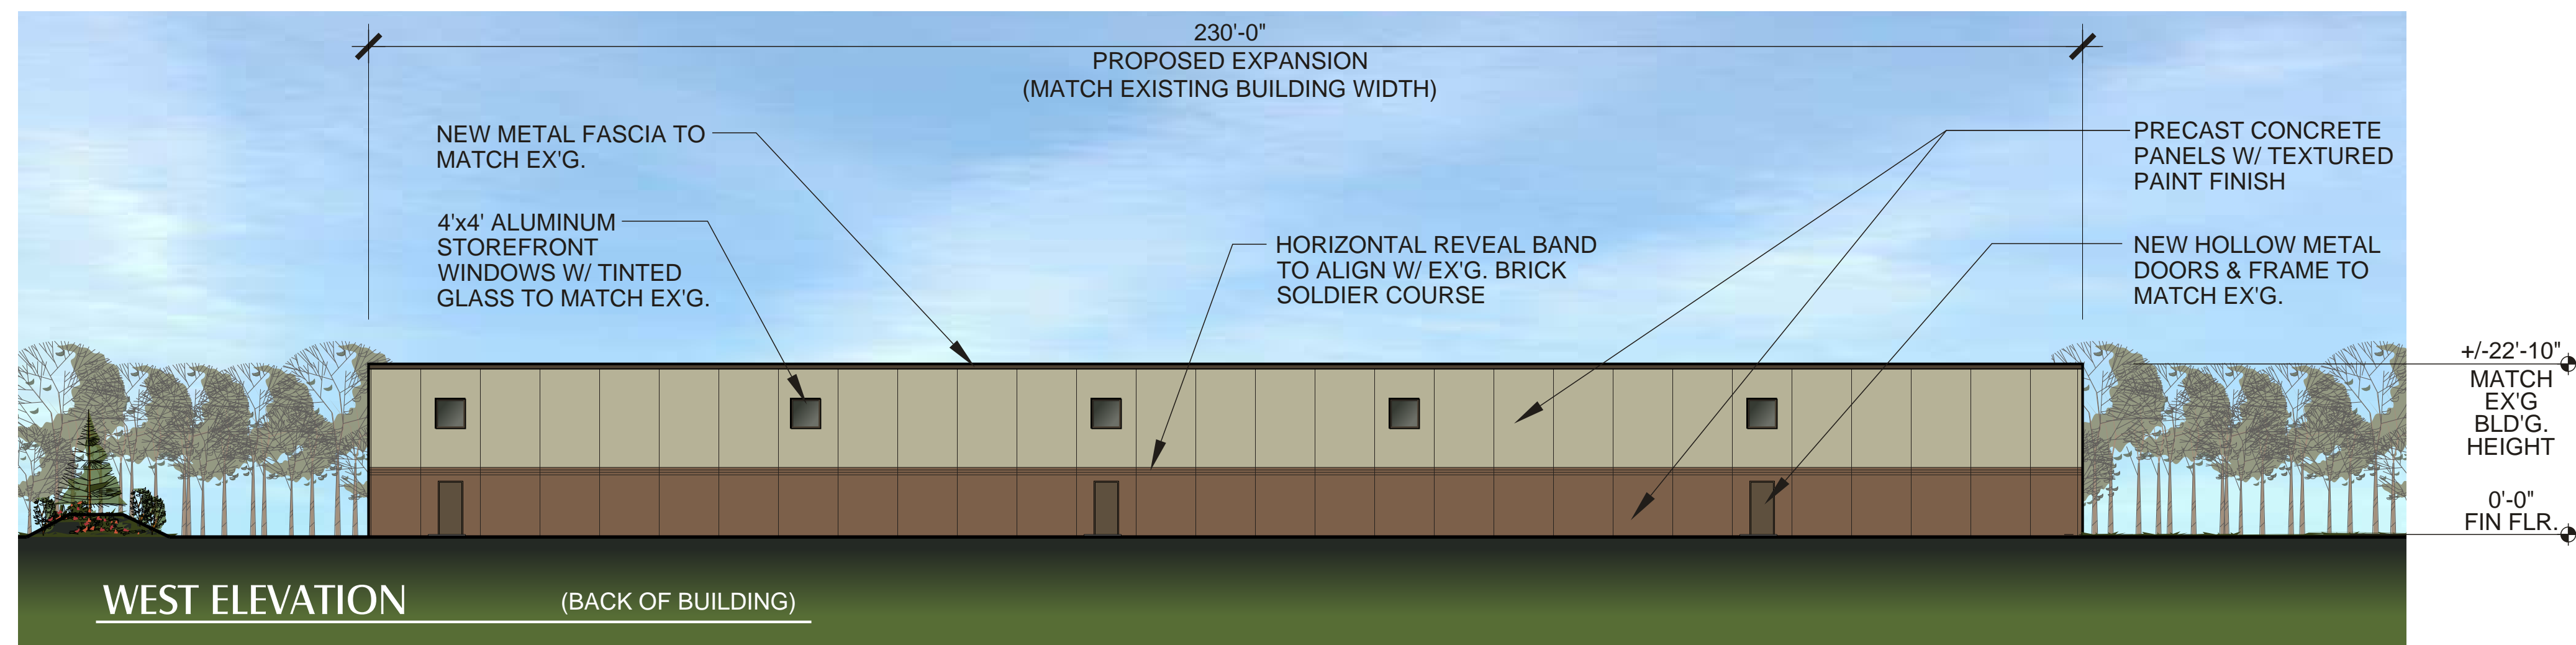 230'-0"
PROPOSED EXPANSION
(MATCH EXISTING BUILDING WIDTH)
NEW METAL FASCIA TO
MATCH EX'G.
4'x4' ALUMINUM
STOREFRONT
WINDOWS W/ TINTED
GLASS TO MATCH EX'G.
HORIZONTAL REVEAL BAND
TO ALIGN W/ EX'G. BRICK
SOLDIER COURSE
PRECAST CONCRETE
PANELS W/ TEXTURED
PAINT FINISH
NEW HOLLOW METAL
DOORS & FRAME TO
MATCH EX'G.
+/-22'-10"
MATCH
EX'G
BLD'G.
HEIGHT
0'-0"
FIN FLR.
WEST ELEVATION
(BACK OF BUILDING)